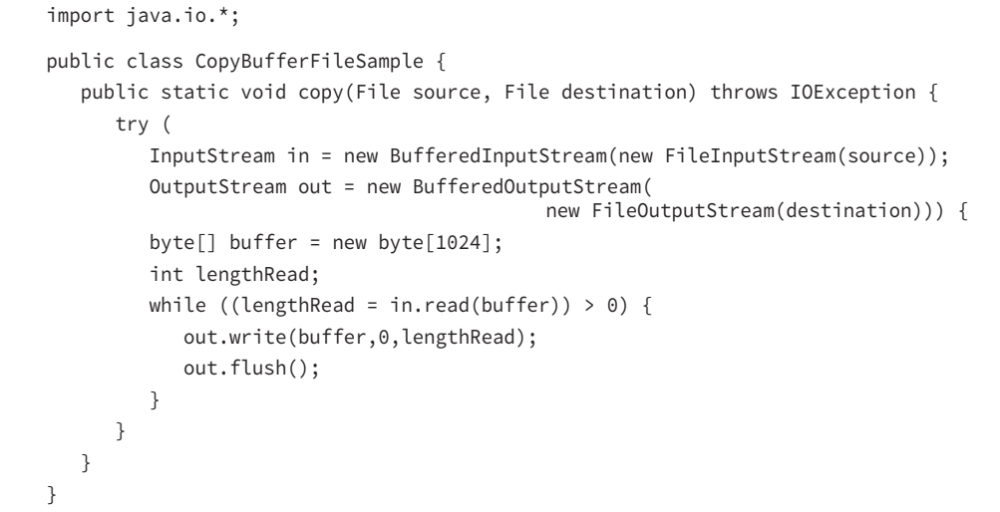 import java.io.*;
public class CopyBufferFileSample {
   public static void copy(File source, File destination) throws IOException {
      try (
         InputStream in = new BufferedInputStream(new FileInputStream(source));
         OutputStream out = new BufferedOutputStream(
                                            new FileOutputStream(destination))) {
         byte[] buffer = new byte[1024];
         int lengthRead;
         while ((lengthRead = in.read(buffer)) > 0) {
            out.write(buffer,0,lengthRead);
            out.flush();
         }
      }
   }
}